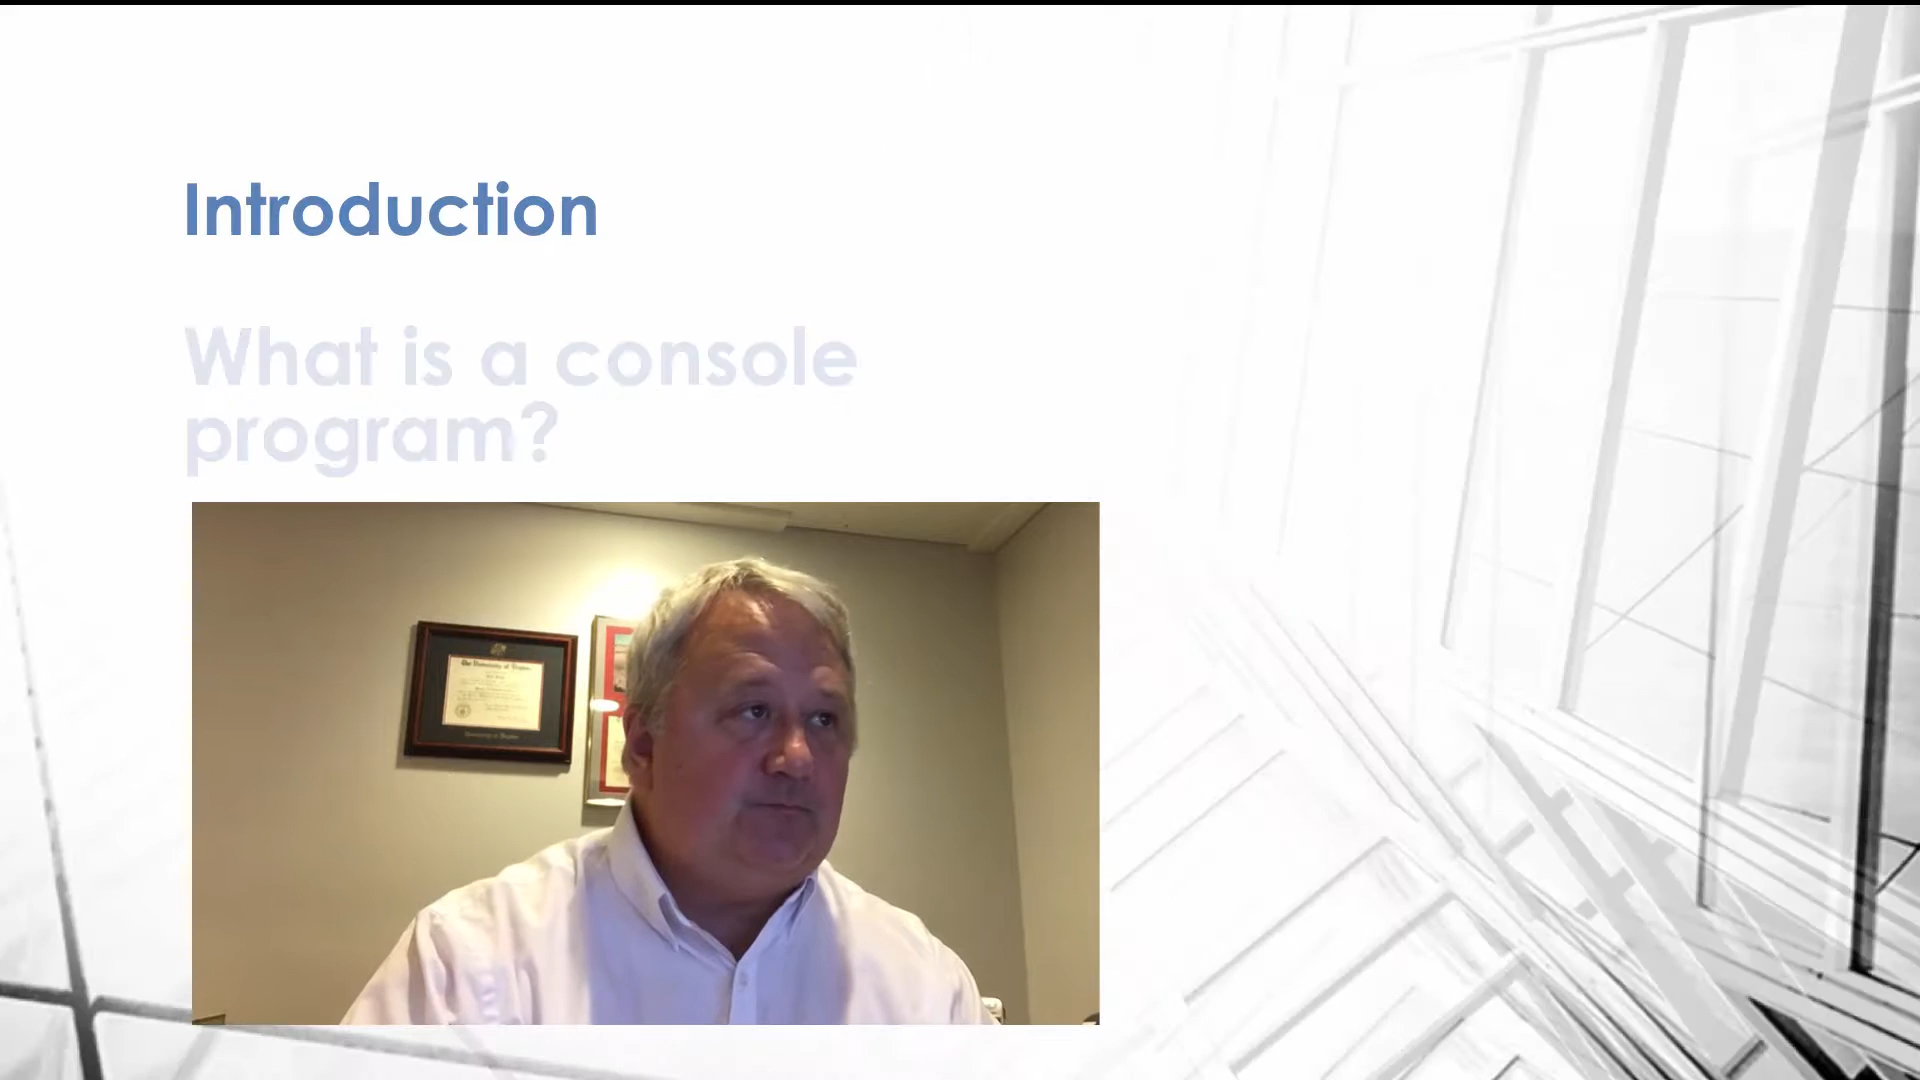 Introduction
What is a console
program?